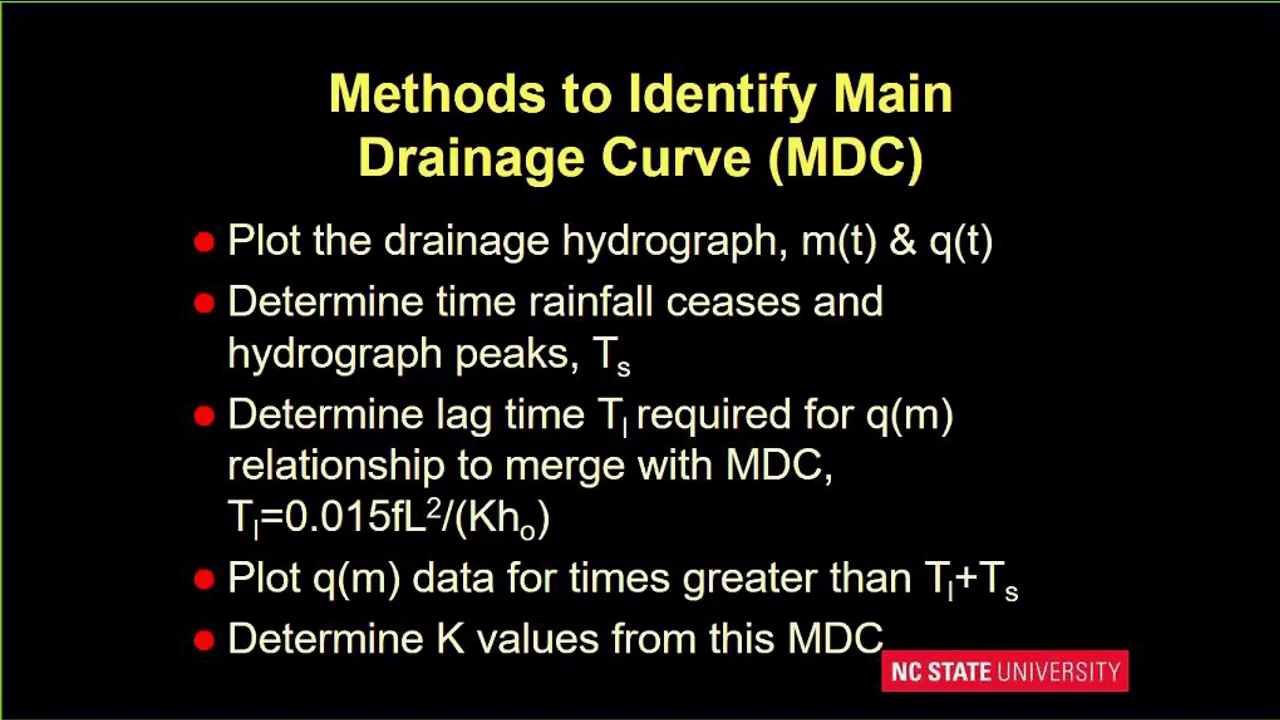 Methods to Identify Main
Drainage Curve (MDC)
Plot the drainage hydrograph, m(t) & q(t)
Determine time rainfall ceases and
hydrograph peaks, Tₛ
Determine lag time Tₗ required for q(m)
relationship to merge with MDC,
Tₗ=0.015fL²/(Khₒ)
Plot q(m) data for times greater than Tₗ+Tₛ
Determine K values from this MDC
NC STATE UNIVERSITY